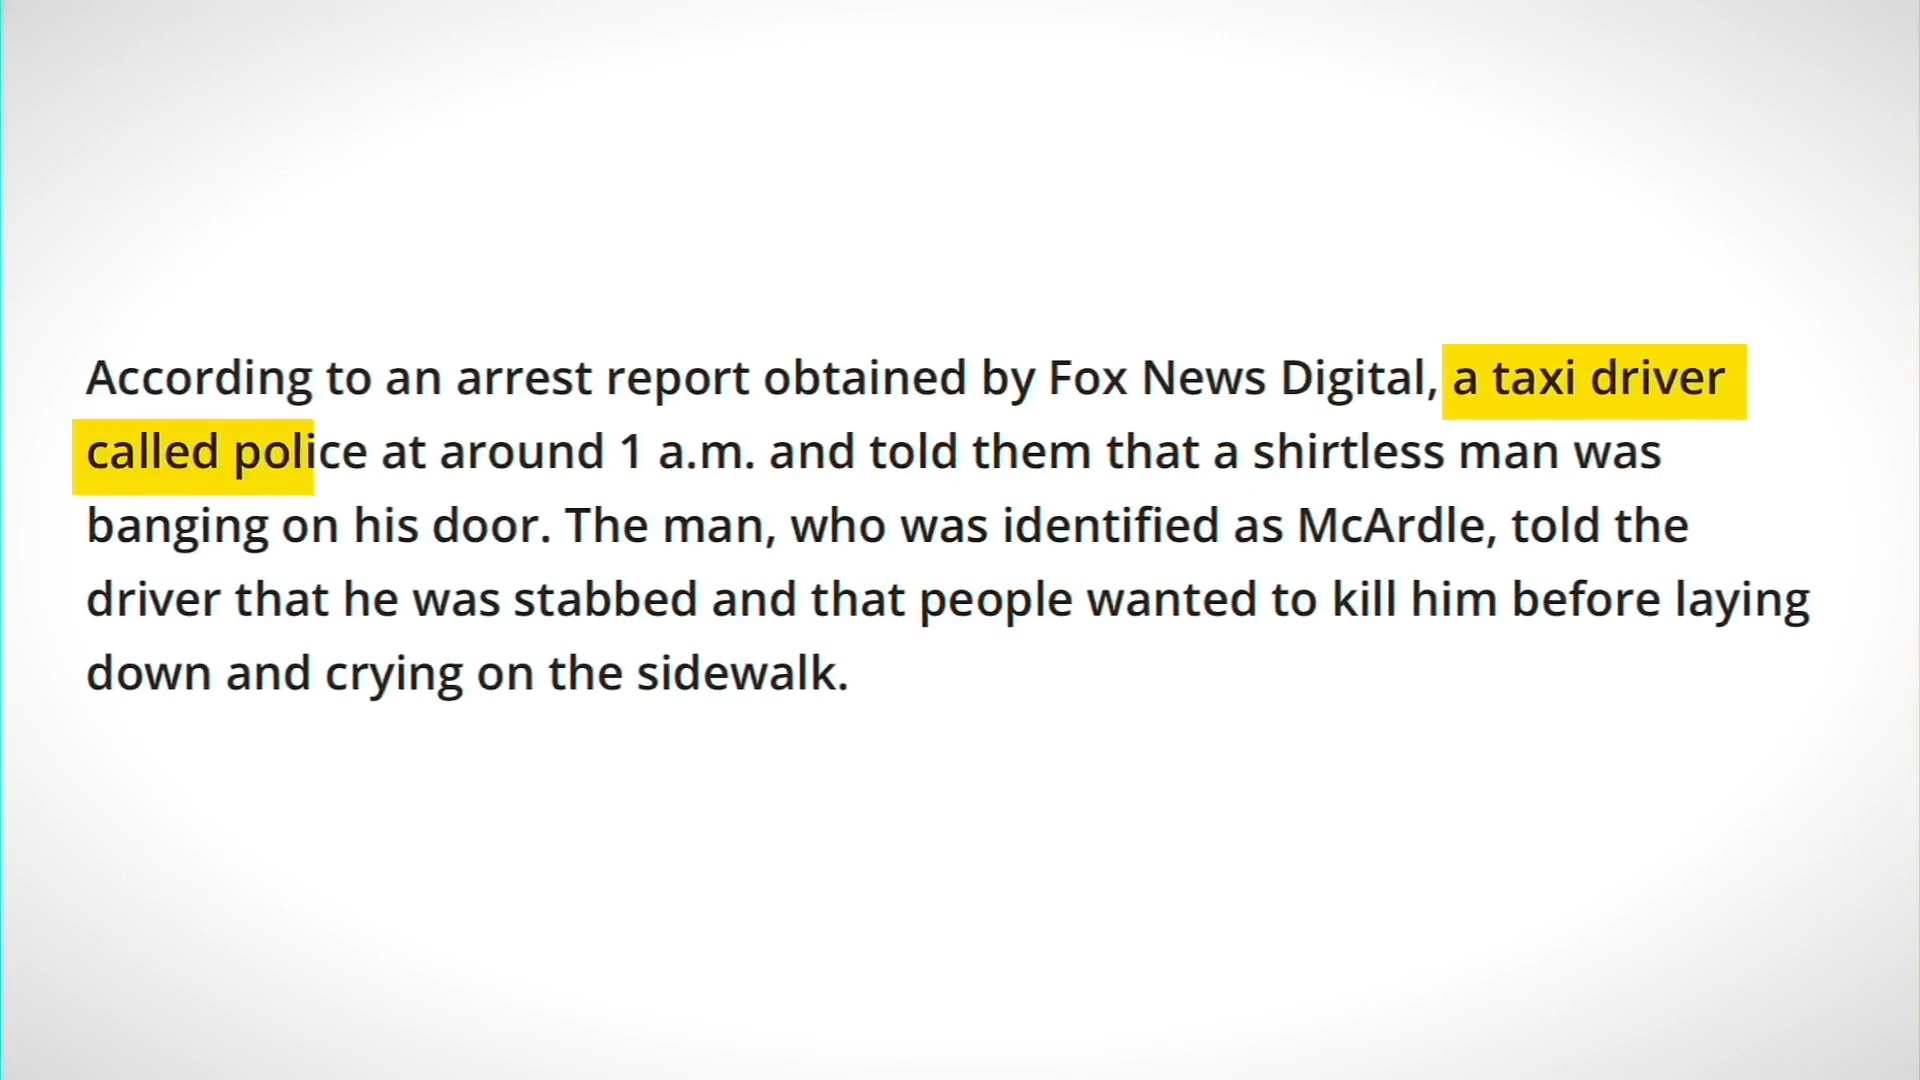 According to an arrest report obtained by Fox News Digital, a taxi driver
called police at around 1 a.m. and told them that a shirtless man was
banging on his door. The man, who was identified as McArdle, told the
driver that he was stabbed and that people wanted to kill him before laying
down and crying on the sidewalk.